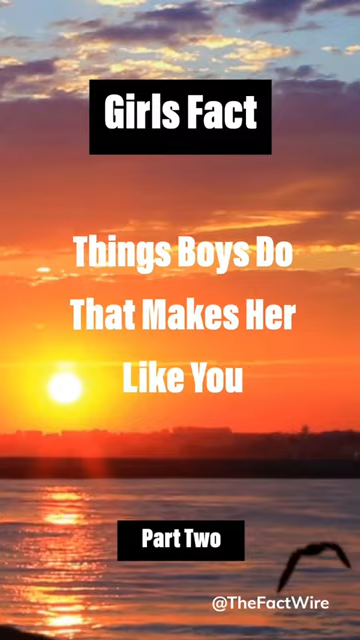 Girls Fact
Things Boys Do
That Makes Her
Like You
Part Two
@TheFactWire